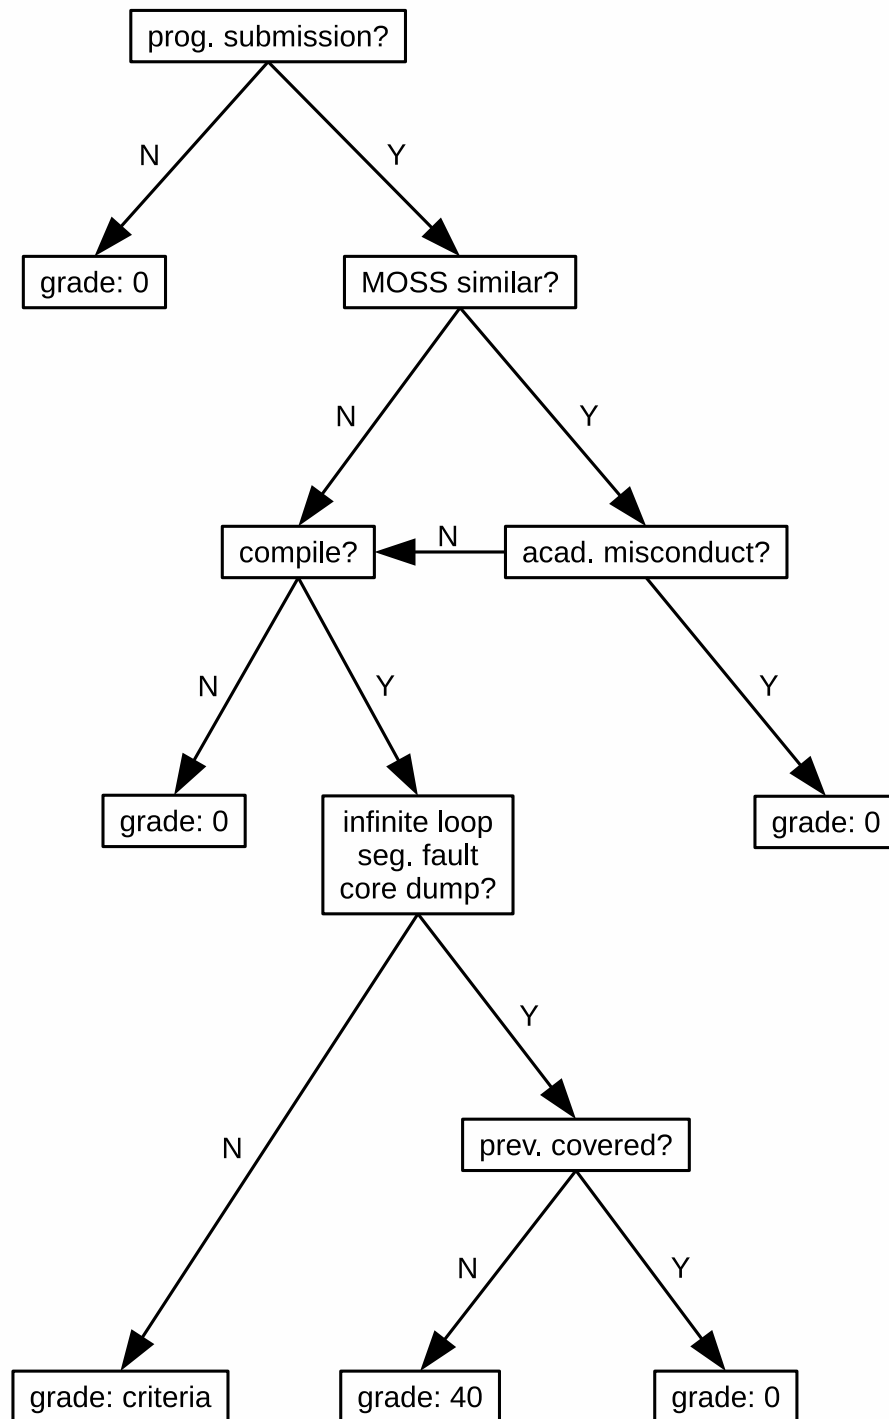 prog. submission?
N
Y
grade: 0
MOSS similar?
N
Y
compile?
N
acad. misconduct?
N
Y
Y
grade: 0
infinite loop
seg. fault
core dump?
grade: 0
Y
N
prev. covered?
N
Y
grade: criteria
grade: 40
grade: 0